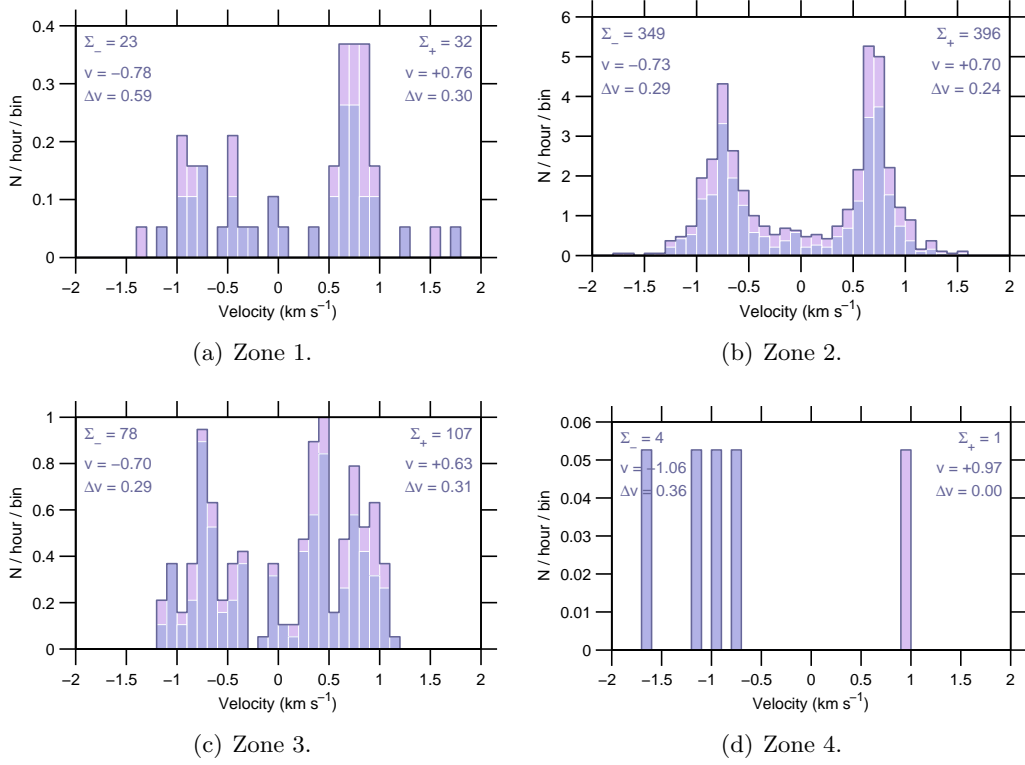 0.4
0.3
0.2
0.1
0
N / hour / bin
Σ₋ = 23
v = −0.78
Δv = 0.59
Σ₊ = 32
v = +0.76
Δv = 0.30
−2 −1.5 −1 −0.5 0 0.5 1 1.5 2
Velocity (km s⁻¹)
(a) Zone 1.
6
5
4
3
2
1
0
N / hour / bin
Σ₋ = 349
v = −0.73
Δv = 0.29
Σ₊ = 396
v = +0.70
Δv = 0.24
−2 −1.5 −1 −0.5 0 0.5 1 1.5 2
Velocity (km s⁻¹)
(b) Zone 2.
1
0.8
0.6
0.4
0.2
0
N / hour / bin
Σ₋ = 78
v = −0.70
Δv = 0.29
Σ₊ = 107
v = +0.63
Δv = 0.31
−2 −1.5 −1 −0.5 0 0.5 1 1.5 2
Velocity (km s⁻¹)
(c) Zone 3.
0.06
0.05
0.04
0.03
0.02
0.01
0
N / hour / bin
Σ₋ = 4
v = −1.06
Δv = 0.36
Σ₊ = 1
v = +0.97
Δv = 0.00
−2 −1.5 −1 −0.5 0 0.5 1 1.5 2
Velocity (km s⁻¹)
(d) Zone 4.